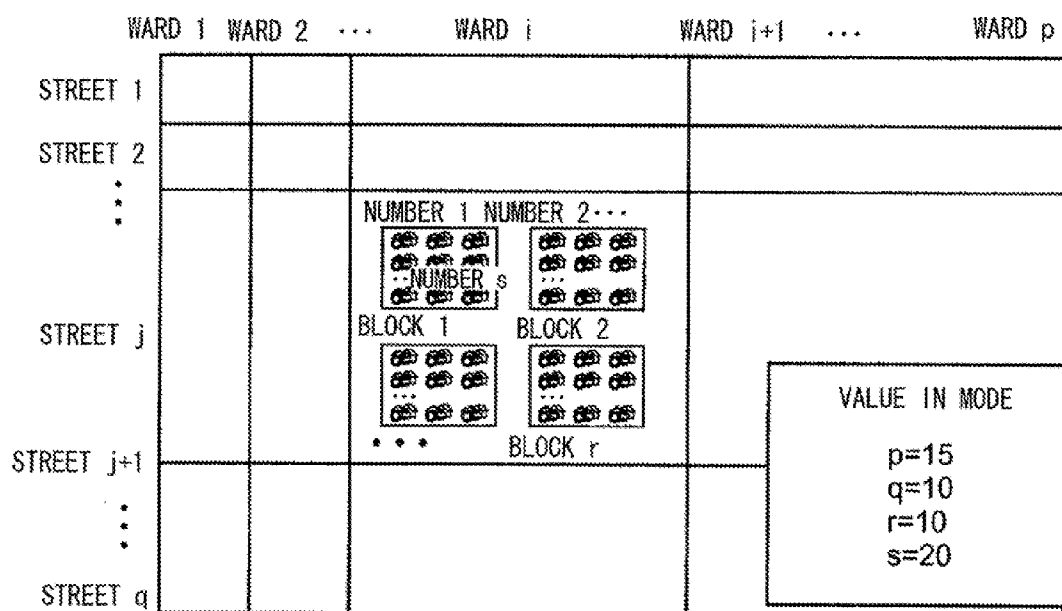 WARD 1 WARD 2 ... WARD i WARD i+1 ... WARD p
STREET 1
STREET 2
NUMBER 1 NUMBER 2...
...NUMBER s
...
STREET j
BLOCK 1 BLOCK 2
... ...
VALUE IN MODE
... BLOCK r
STREET j+1
p=15
q=10
r=10
s=20
STREET q